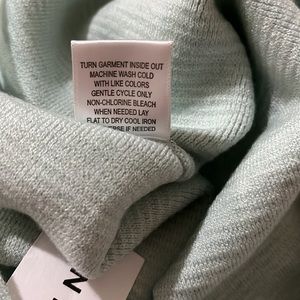 TURN GARMENT INSIDE OUT
MACHINE WASH COLD
WITH LIKE COLORS
GENTLE CYCLE ONLY
NON-CHLORINE BLEACH
WHEN NEEDED LAY
FLAT TO DRY COOL IRON
IF NEEDED
N